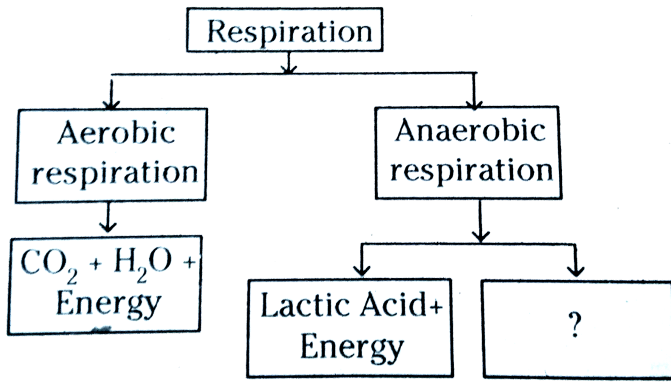 Respiration
Aerobic
respiration
Anaerobic
respiration
CO₂ + H₂O +
Energy
Lactic Acid+
Energy
?